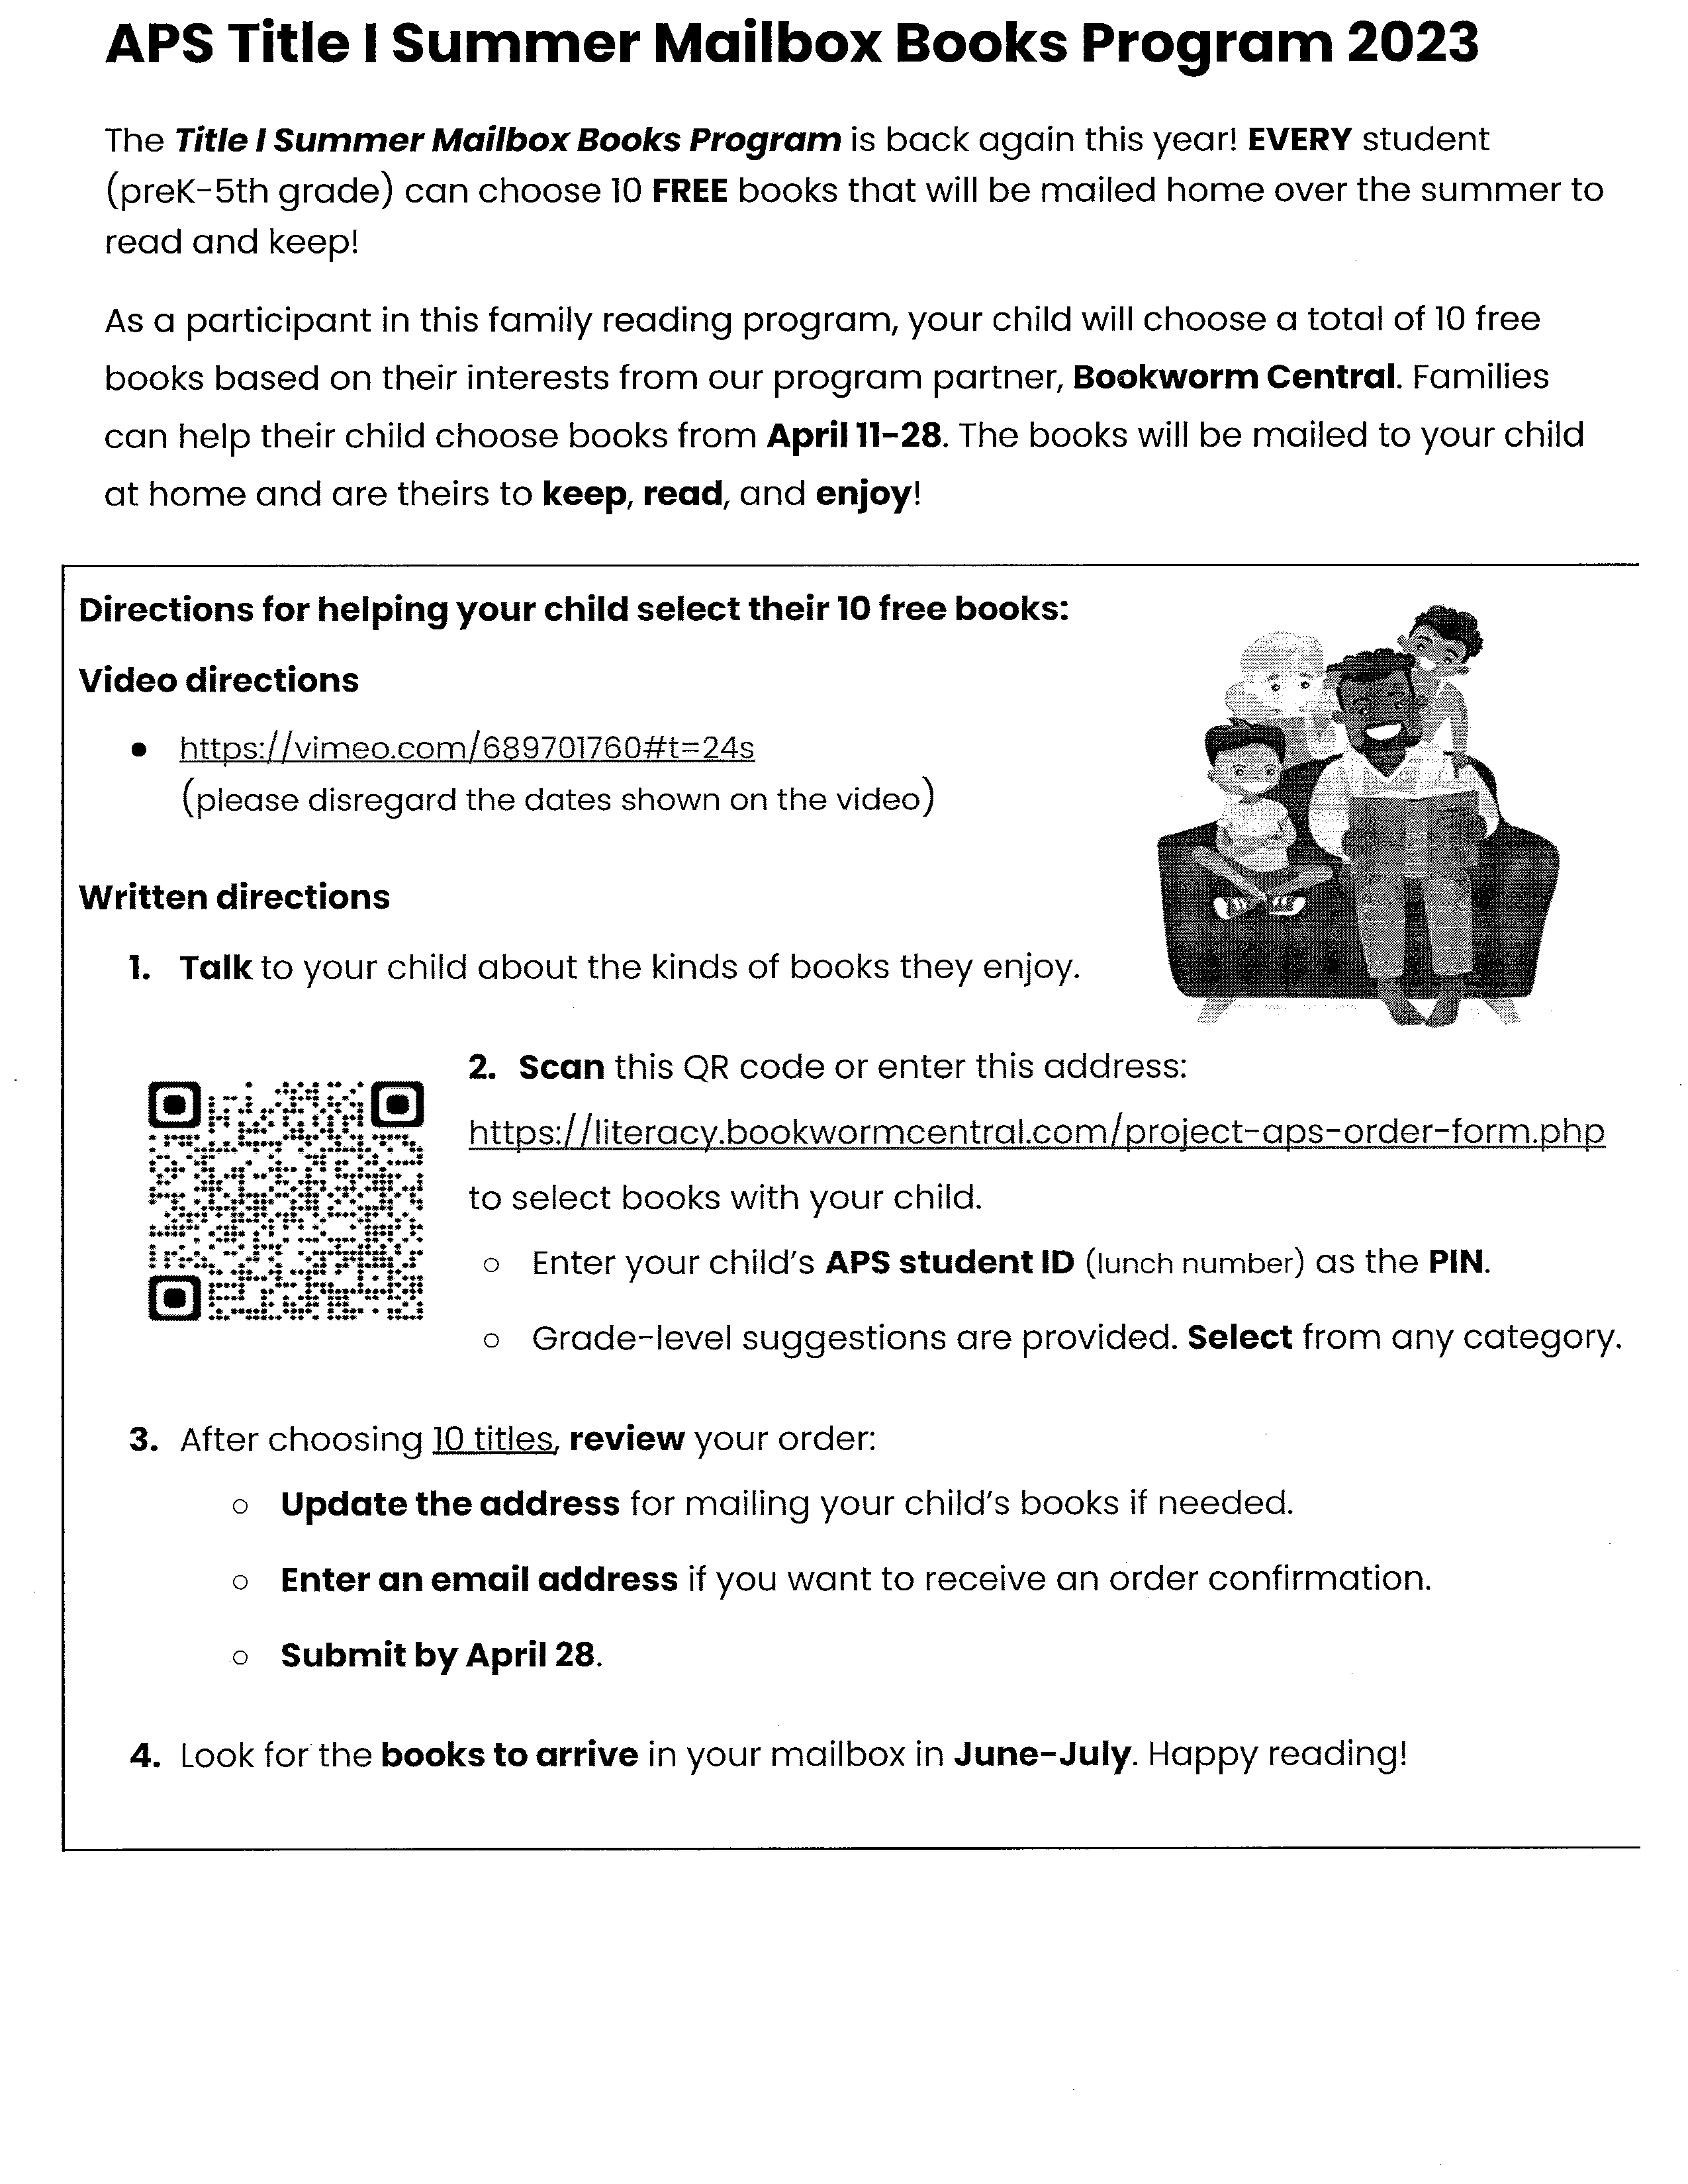 APS Title I Summer Mailbox Books Program 2023
The Title I Summer Mailbox Books Program is back again this year! EVERY student
(preK-5th grade) can choose 10 FREE books that will be mailed home over the summer to
read and keep!
As a participant in this family reading program, your child will choose a total of 10 free
books based on their interests from our program partner, Bookworm Central. Families
can help their child choose books from April 11-28. The books will be mailed to your child
at home and are theirs to keep, read, and enjoy!
Directions for helping your child select their 10 free books:
Video directions
● https://vimeo.com/689701760#t=24s
(please disregard the dates shown on the video)
Written directions
1. Talk to your child about the kinds of books they enjoy.
2. Scan this QR code or enter this address:
https://literacy.bookwormcentral.com/project-aps-order-form.php
to select books with your child.
○ Enter your child's APS student ID (lunch number) as the PIN.
○ Grade-level suggestions are provided. Select from any category.
3. After choosing 10 titles, review your order:
○ Update the address for mailing your child's books if needed.
○ Enter an email address if you want to receive an order confirmation.
○ Submit by April 28.
4. Look for the books to arrive in your mailbox in June-July. Happy reading!